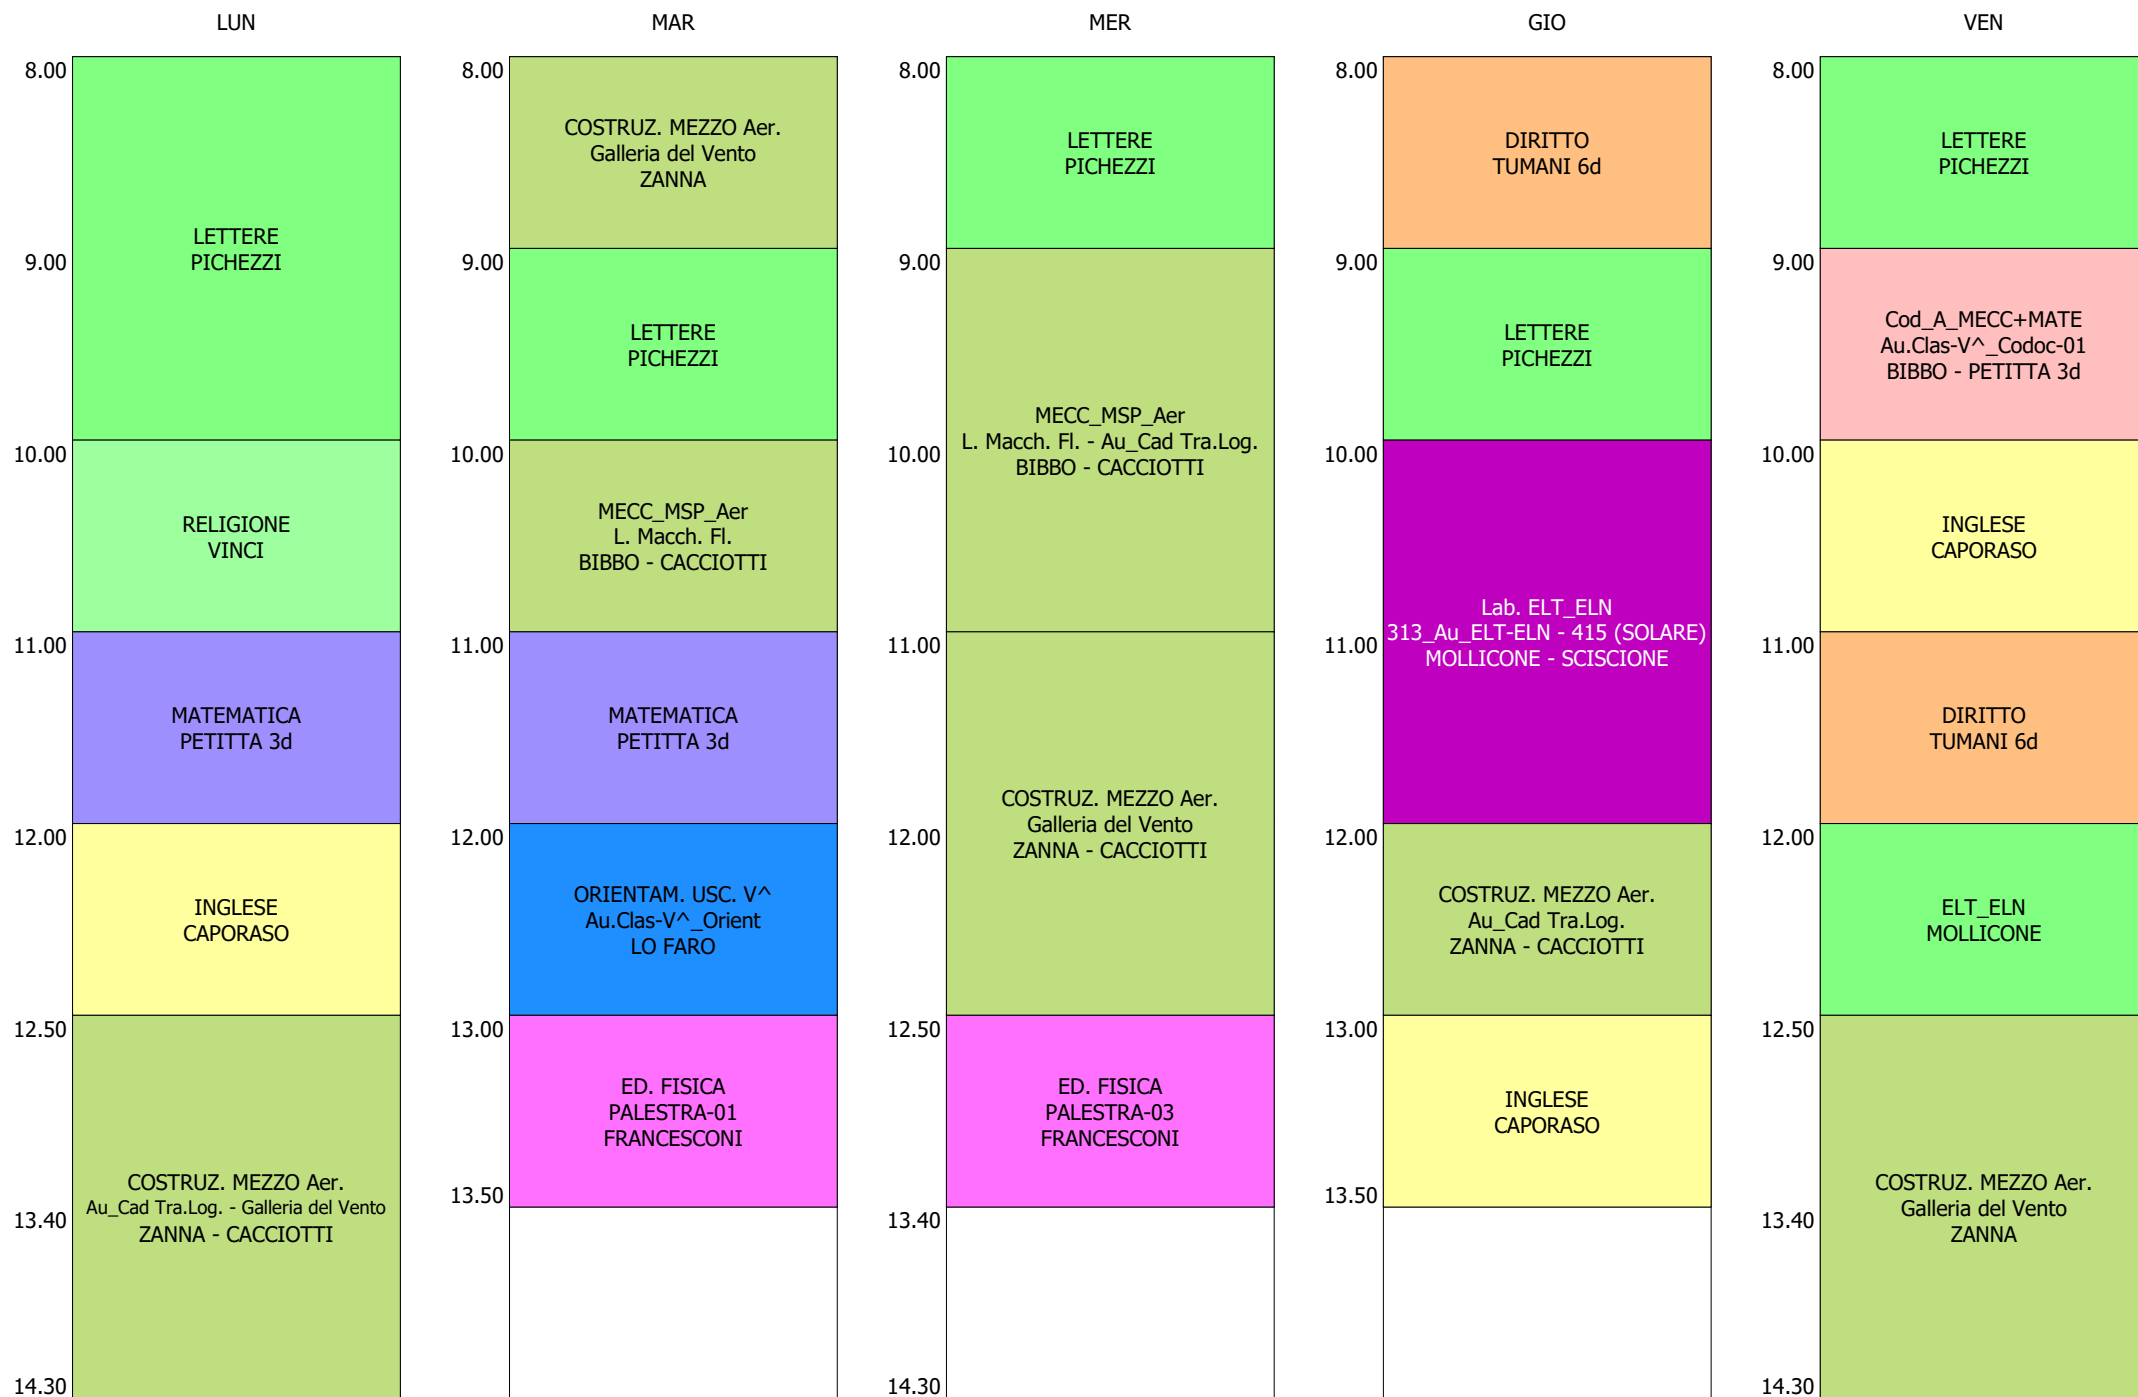 LUN
8.00
LETTERE
PICHEZZI
9.00
10.00
RELIGIONE
VINCI
11.00
MATEMATICA
PETITTA 3d
12.00
INGLESE
CAPORASO
12.50
COSTRUZ. MEZZO Aer.
Au_Cad Tra.Log. - Galleria del Vento
ZANNA - CACCIOTTI
13.40
14.30
MAR
8.00
COSTRUZ. MEZZO Aer.
Galleria del Vento
ZANNA
9.00
LETTERE
PICHEZZI
10.00
MECC_MSP_Aer
L. Macch. Fl.
BIBBO - CACCIOTTI
11.00
MATEMATICA
PETITTA 3d
12.00
ORIENTAM. USC. V^
Au.Clas-V^_Orient
LO FARO
13.00
ED. FISICA
PALESTRA-01
FRANCESCONI
13.50
MER
8.00
LETTERE
PICHEZZI
9.00
MECC_MSP_Aer
L. Macch. Fl. - Au_Cad Tra.Log.
BIBBO - CACCIOTTI
10.00
11.00
COSTRUZ. MEZZO Aer.
Galleria del Vento
ZANNA - CACCIOTTI
12.00
12.50
ED. FISICA
PALESTRA-03
FRANCESCONI
13.40
14.30
GIO
8.00
DIRITTO
TUMANI 6d
9.00
LETTERE
PICHEZZI
10.00
Lab. ELT_ELN
313_Au_ELT-ELN - 415 (SOLARE)
MOLLICONE - SCISCIONE
11.00
12.00
COSTRUZ. MEZZO Aer.
Au_Cad Tra.Log.
ZANNA - CACCIOTTI
13.00
INGLESE
CAPORASO
13.50
VEN
8.00
LETTERE
PICHEZZI
9.00
Cod_A_MECC+MATE
Au.Clas-V^_Codoc-01
BIBBO - PETITTA 3d
10.00
INGLESE
CAPORASO
11.00
DIRITTO
TUMANI 6d
12.00
ELT_ELN
MOLLICONE
12.50
COSTRUZ. MEZZO Aer.
Galleria del Vento
ZANNA
13.40
14.30